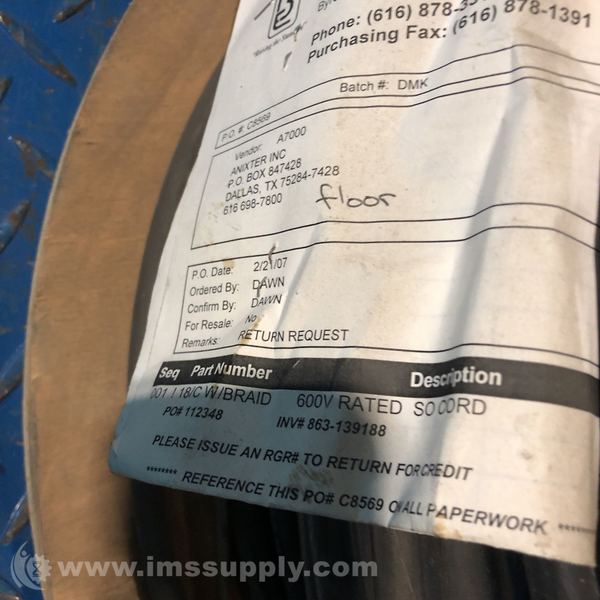 Phone: (616) 878-
Purchasing Fax: (616) 878-1391
Batch #: DMK
P.O. #: C8569
Vendor: A7000
ANIXTER INC
P.O. BOX 847428
DALLAS, TX 75284-7428
616 698-7800
floor
P.O. Date: 2/21/07
Ordered By: DAWN
Confirm By: DAWN
For Resale: No
Remarks: RETURN REQUEST
Seq Part Number Description
001 18/C W/BRAID 600V RATED SO CORD
PO# 112348 INV# 863-139188
PLEASE ISSUE AN RGR# TO RETURN FOR CREDIT
******** REFERENCE THIS PO# C8569 ALL PAPERWORK
www.imssupply.com